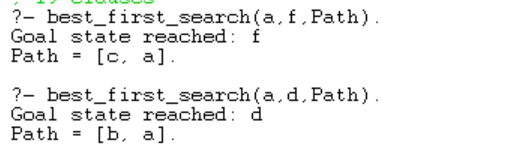 ?- best_first_search(a,f,Path).
Goal state reached: f
Path = [c, a].
?- best_first_search(a,d,Path).
Goal state reached: d
Path = [b, a].